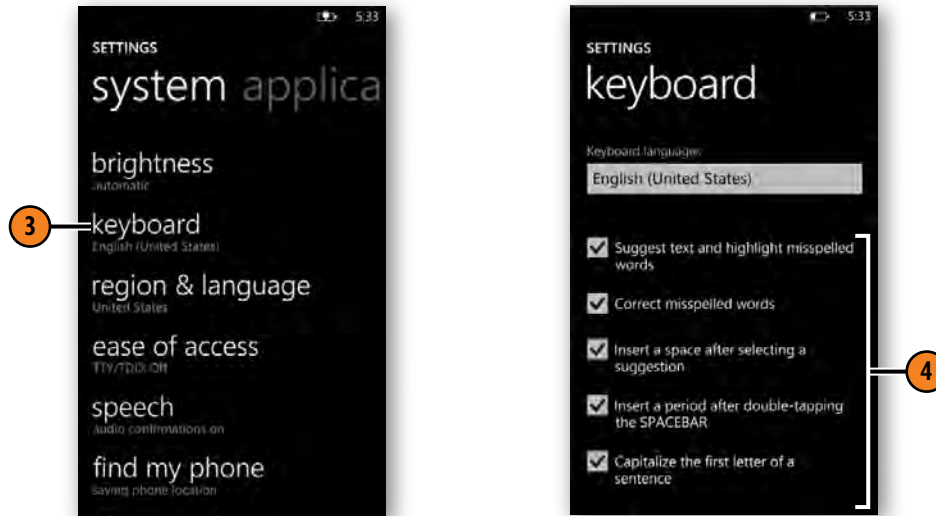 5:33
SETTINGS
system applica
brightness
automatic
3
keyboard
English (United States)
region & language
United States
ease of access
TTY/TDD: Off
speech
Audio confirmations on
find my phone
saving phone location
5:33
SETTINGS
keyboard
Keyboard language:
English (United States)
Suggest text and highlight misspelled
words
Correct misspelled words
Insert a space after selecting a
suggestion
4
Insert a period after double-tapping
the SPACEBAR
Capitalize the first letter of a
sentence